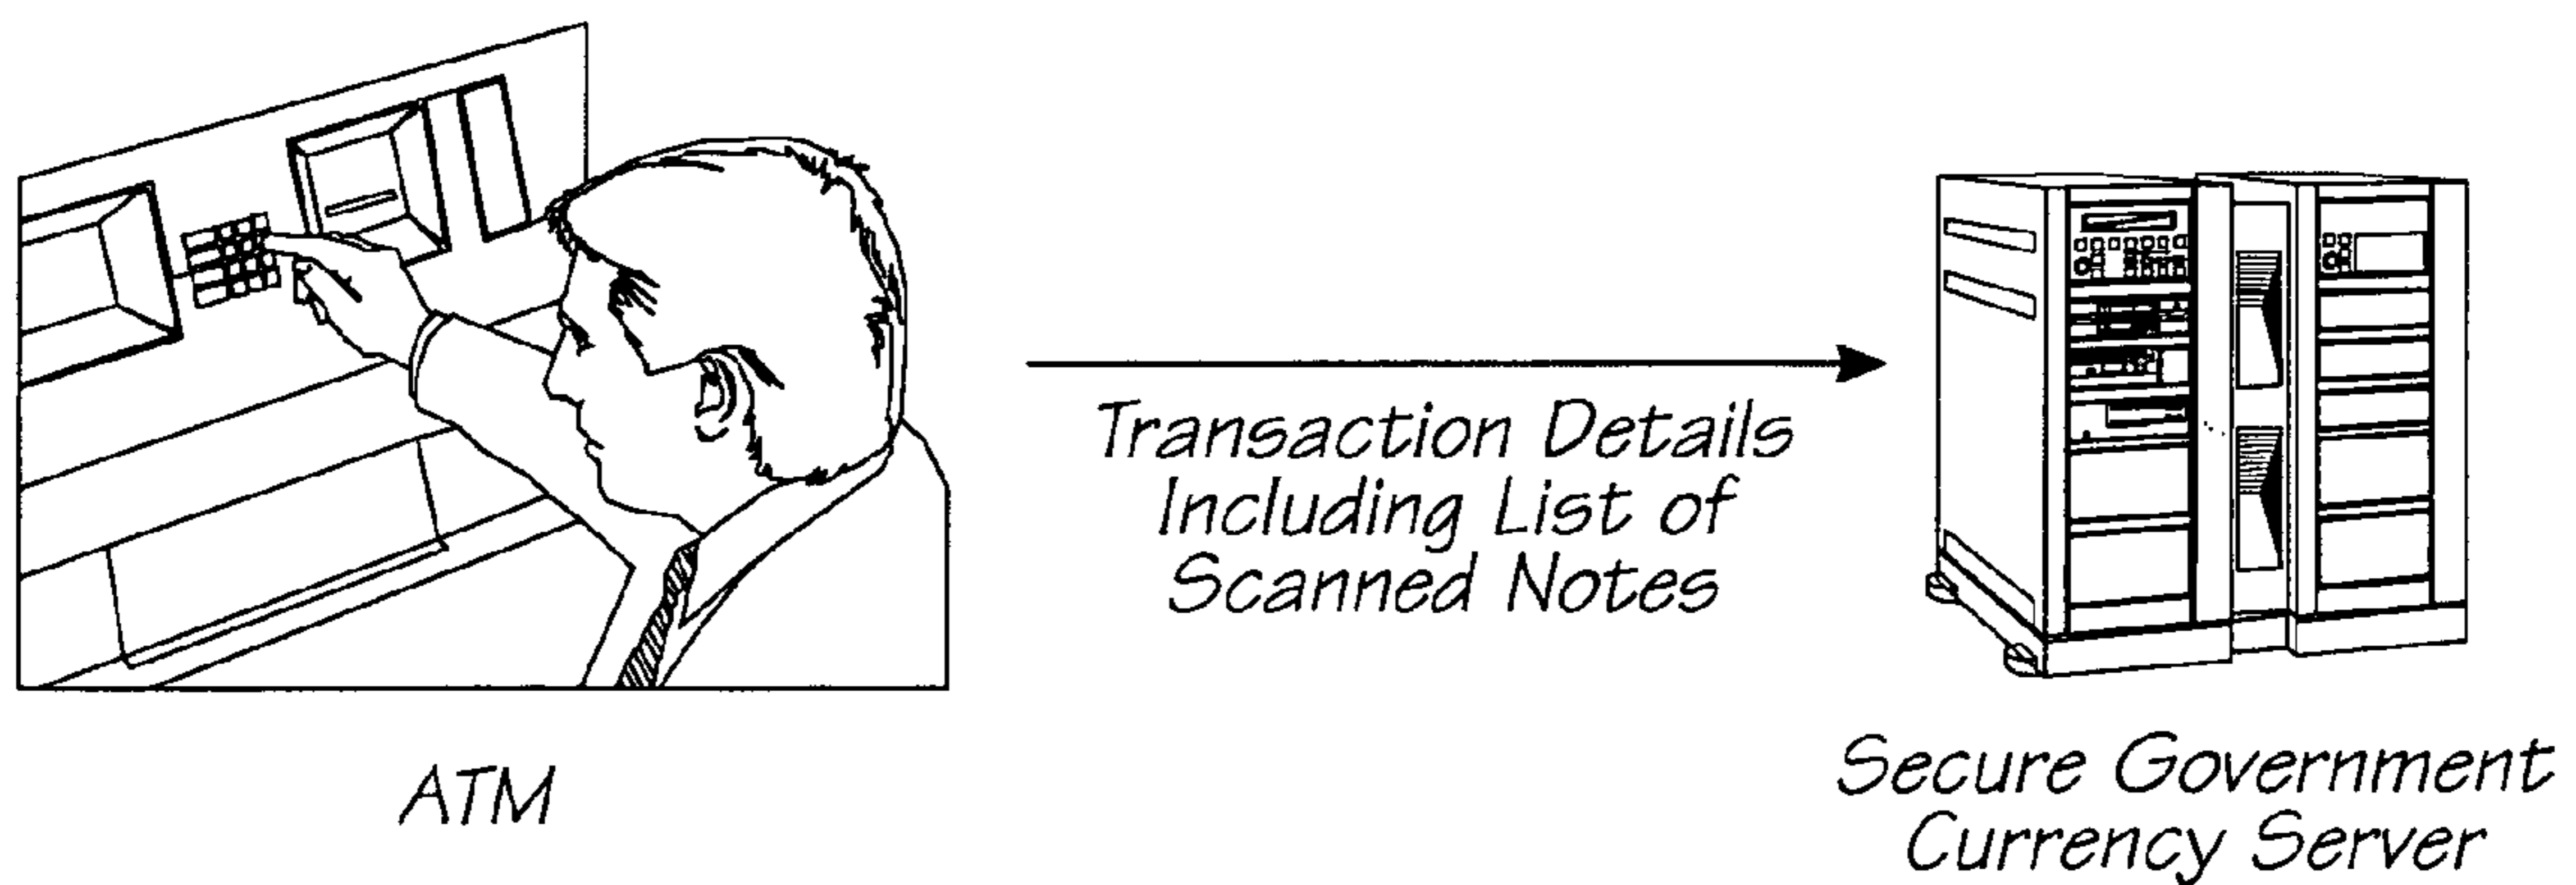 Transaction Details
Including List of
Scanned Notes
ATM
Secure Government
Currency Server